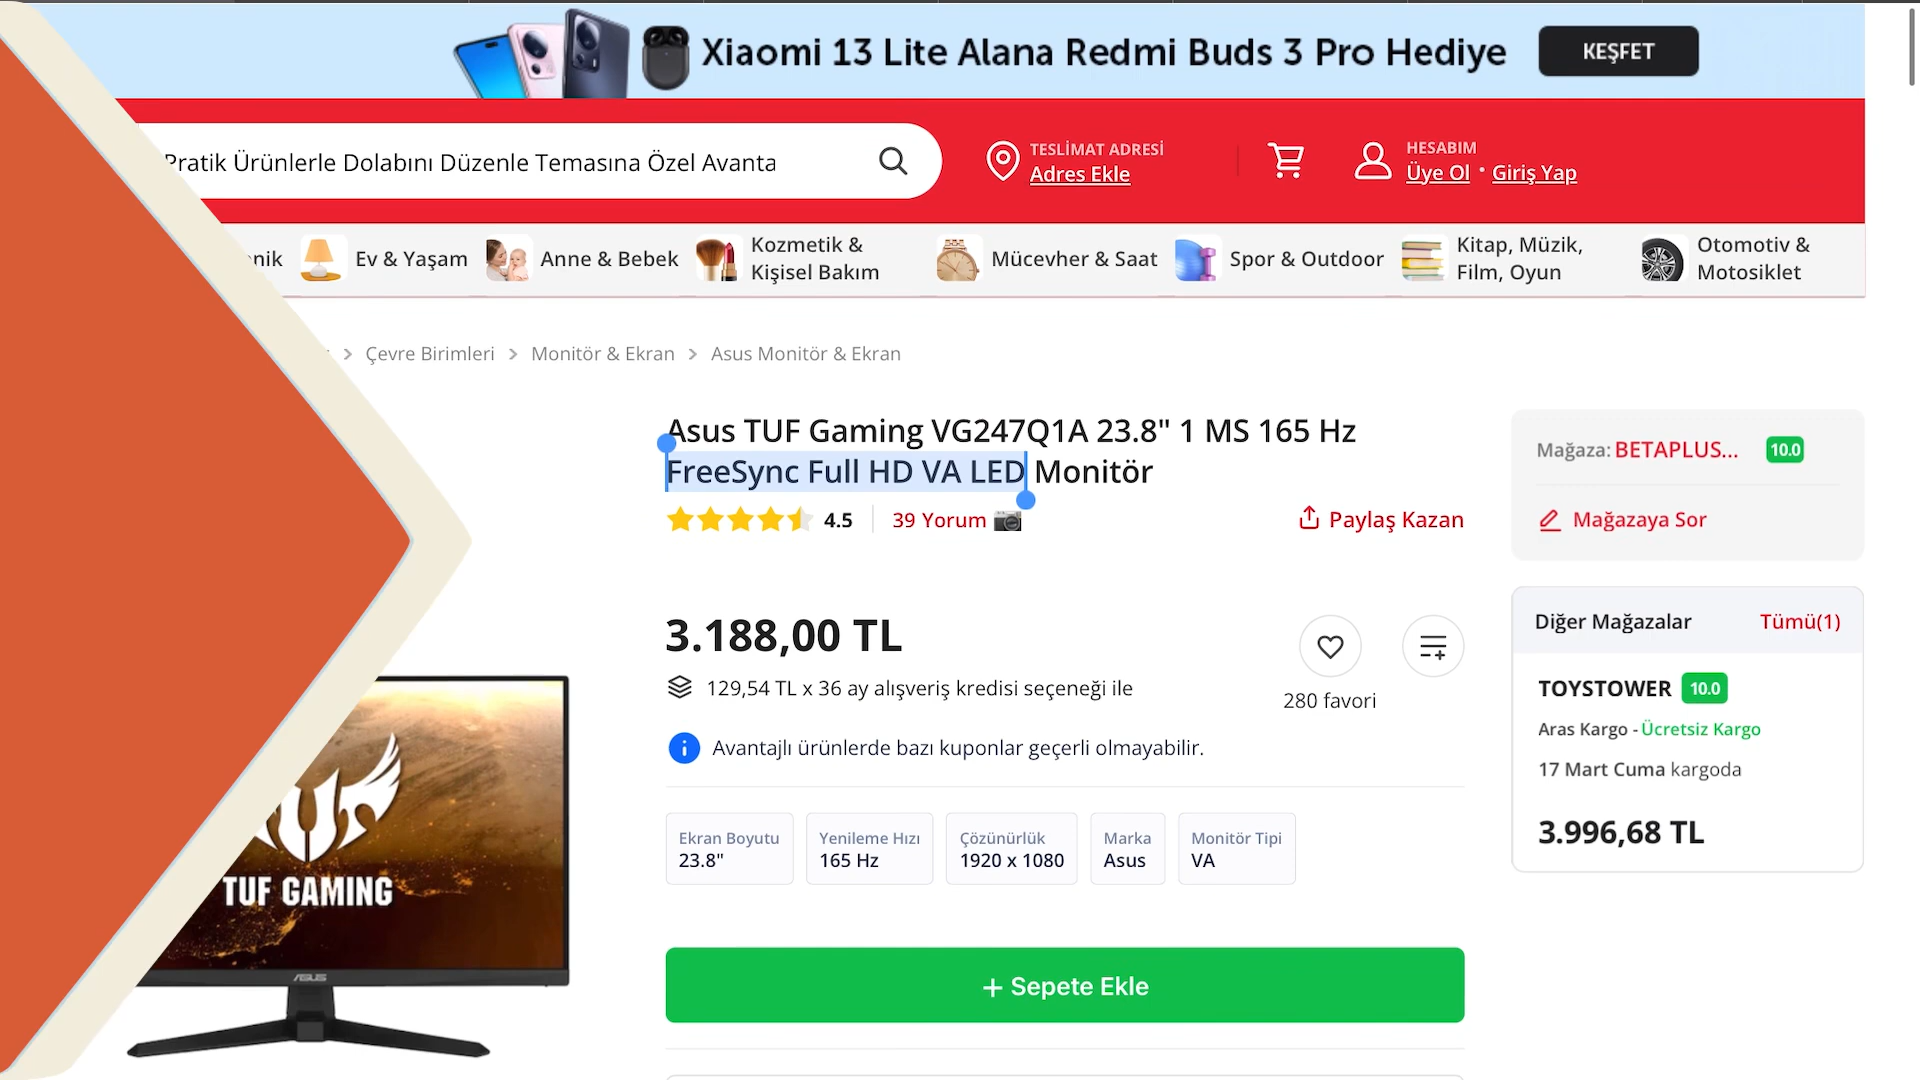 Xiaomi 13 Lite Alana Redmi Buds 3 Pro Hediye
KEŞFET
Pratik Ürünlerle Dolabını Düzenle Temasına Özel Avanta
TESLİMAT ADRESİ
Adres Ekle
HESABIM
Üye Ol • Giriş Yap
Ev & Yaşam
Anne & Bebek
Kozmetik &
Kişisel Bakım
Mücevher & Saat
Spor & Outdoor
Kitap, Müzik,
Film, Oyun
Otomotiv &
Motosiklet
> Çevre Birimleri > Monitör & Ekran > Asus Monitör & Ekran
Asus TUF Gaming VG247Q1A 23.8" 1 MS 165 Hz
FreeSync Full HD VA LED Monitör
4.5
39 Yorum
Paylaş Kazan
3.188,00 TL
129,54 TL x 36 ay alışveriş kredisi seçeneği ile
280 favori
Avantajlı ürünlerde bazı kuponlar geçerli olmayabilir.
Ekran Boyutu
23.8"
Yenileme Hızı
165 Hz
Çözünürlük
1920 x 1080
Marka
Asus
Monitör Tipi
VA
+ Sepete Ekle
Mağaza: BETAPLUS... 10.0
Mağazaya Sor
Diğer Mağazalar
Tümü(1)
TOYSTOWER 10.0
Aras Kargo - Ücretsiz Kargo
17 Mart Cuma kargoda
3.996,68 TL
TUF GAMING
ASUS